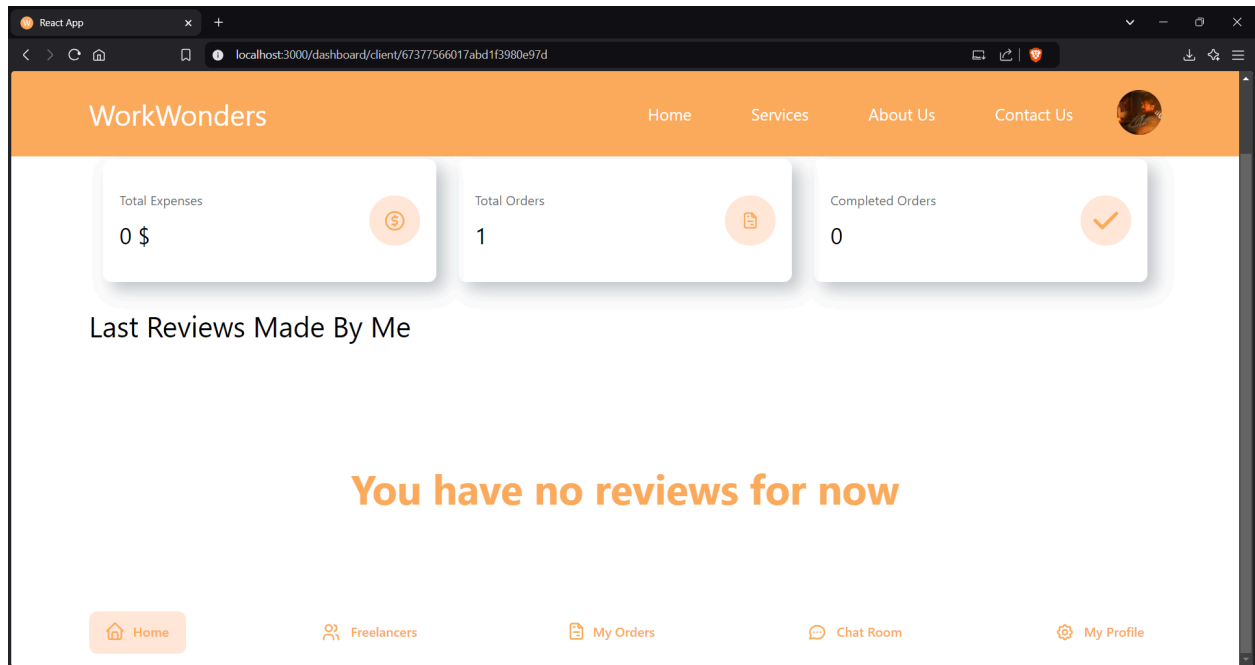 React App
localhost:3000/dashboard/client/67377566017abd1f3980e97d
WorkWonders Home Services About Us Contact Us
Total Expenses Total Orders Completed Orders
0 $ 1 0
Last Reviews Made By Me
You have no reviews for now
Home Freelancers My Orders Chat Room My Profile